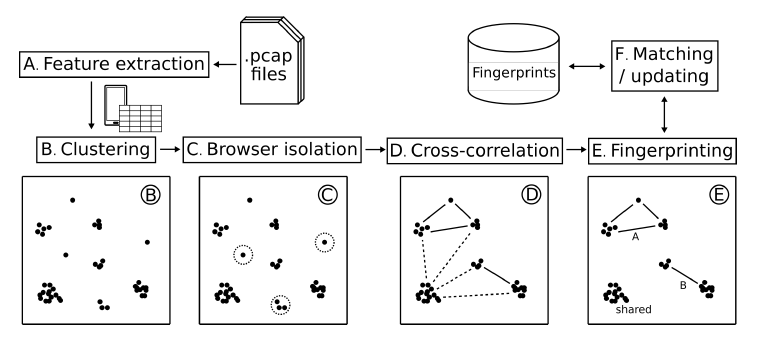 .pcap
files
A. Feature extraction
Fingerprints
F. Matching
/ updating
B. Clustering
C. Browser isolation
D. Cross-correlation
E. Fingerprinting
B
C
D
E
A
B
shared